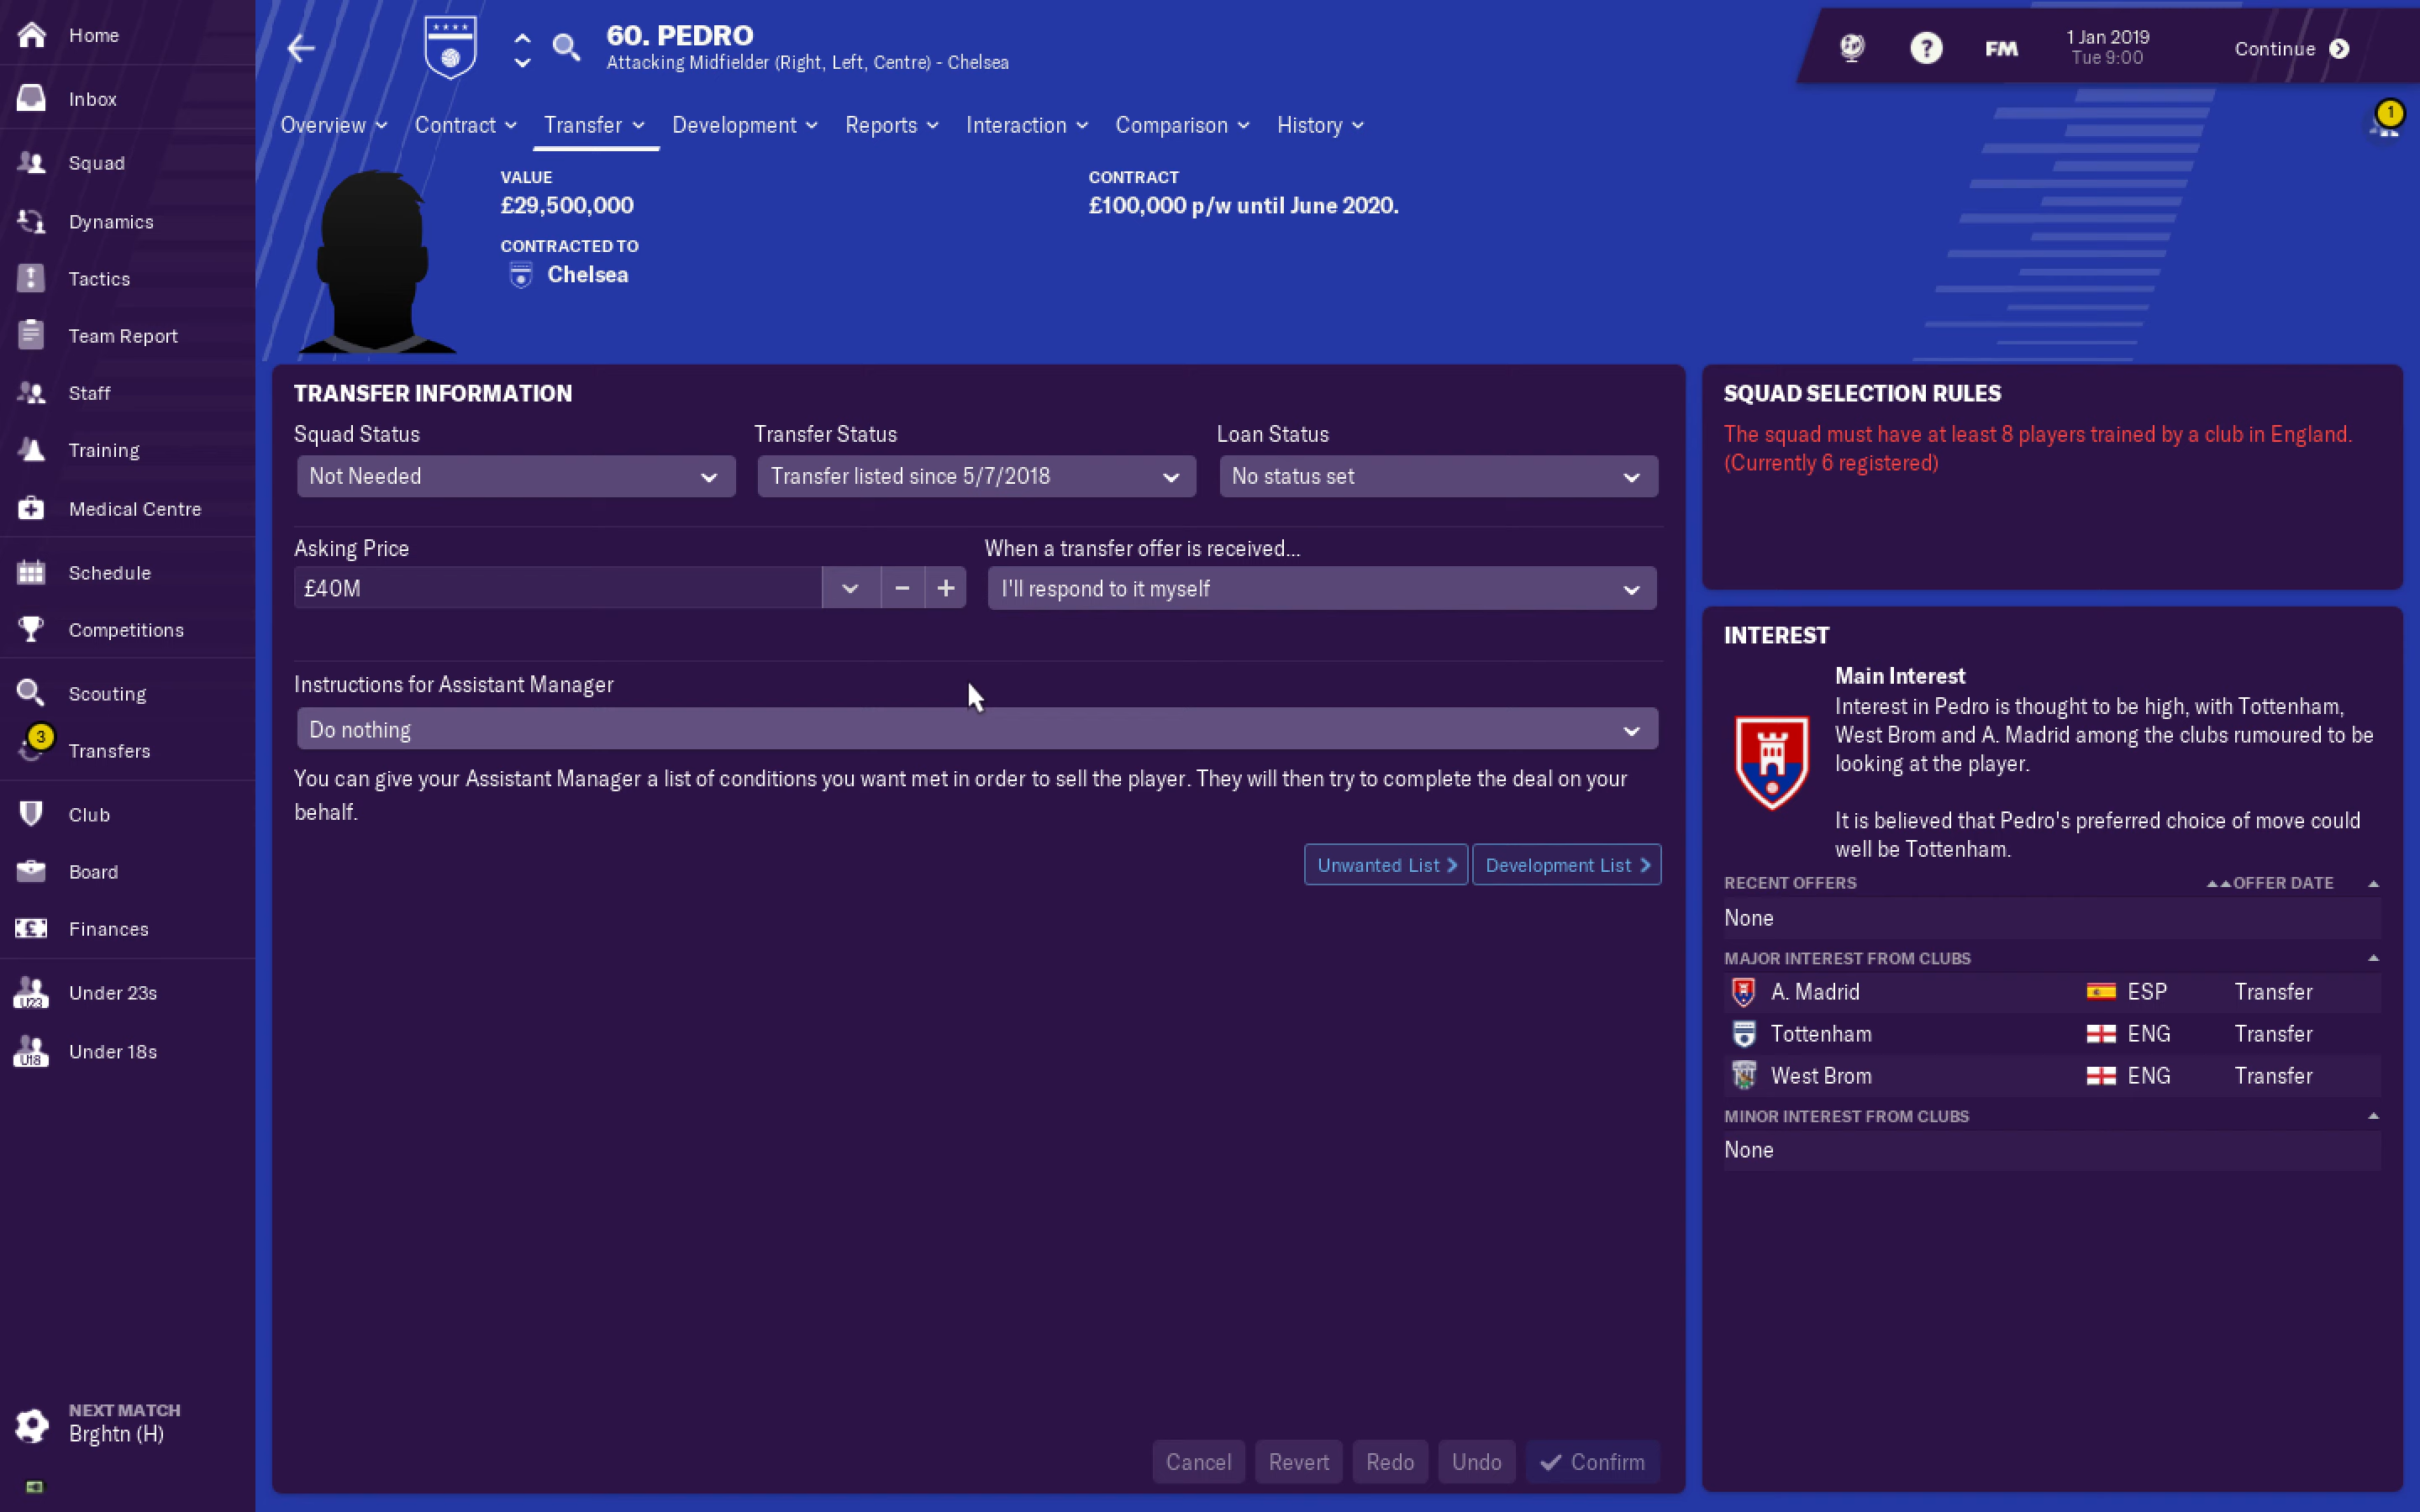 Home
Inbox
Squad
Dynamics
Tactics
Team Report
Staff
Training
Medical Centre
Schedule
Competitions
Scouting
3
Transfers
Club
Board
Finances
U23
Under 23s
U18
Under 18s
NEXT MATCH
Brghtn (H)
60. PEDRO
Attacking Midfielder (Right, Left, Centre) - Chelsea
?
FM
1 Jan 2019
Tue 9:00
Continue
Overview
Contract
Transfer
Development
Reports
Interaction
Comparison
History
1
VALUE
£29,500,000
CONTRACTED TO
Chelsea
CONTRACT
£100,000 p/w until June 2020.
TRANSFER INFORMATION
Squad Status
Transfer Status
Loan Status
Not Needed
Transfer listed since 5/7/2018
No status set
Asking Price
When a transfer offer is received...
£40M
I'll respond to it myself
Instructions for Assistant Manager
Do nothing
You can give your Assistant Manager a list of conditions you want met in order to sell the player. They will then try to complete the deal on your
behalf.
Unwanted List
Development List
Cancel
Revert
Redo
Undo
Confirm
SQUAD SELECTION RULES
The squad must have at least 8 players trained by a club in England.
(Currently 6 registered)
INTEREST
Main Interest
Interest in Pedro is thought to be high, with Tottenham,
West Brom and A. Madrid among the clubs rumoured to be
looking at the player.
It is believed that Pedro's preferred choice of move could
well be Tottenham.
RECENT OFFERS
OFFER DATE
None
MAJOR INTEREST FROM CLUBS
A. Madrid ESP Transfer
Tottenham ENG Transfer
West Brom ENG Transfer
MINOR INTEREST FROM CLUBS
None